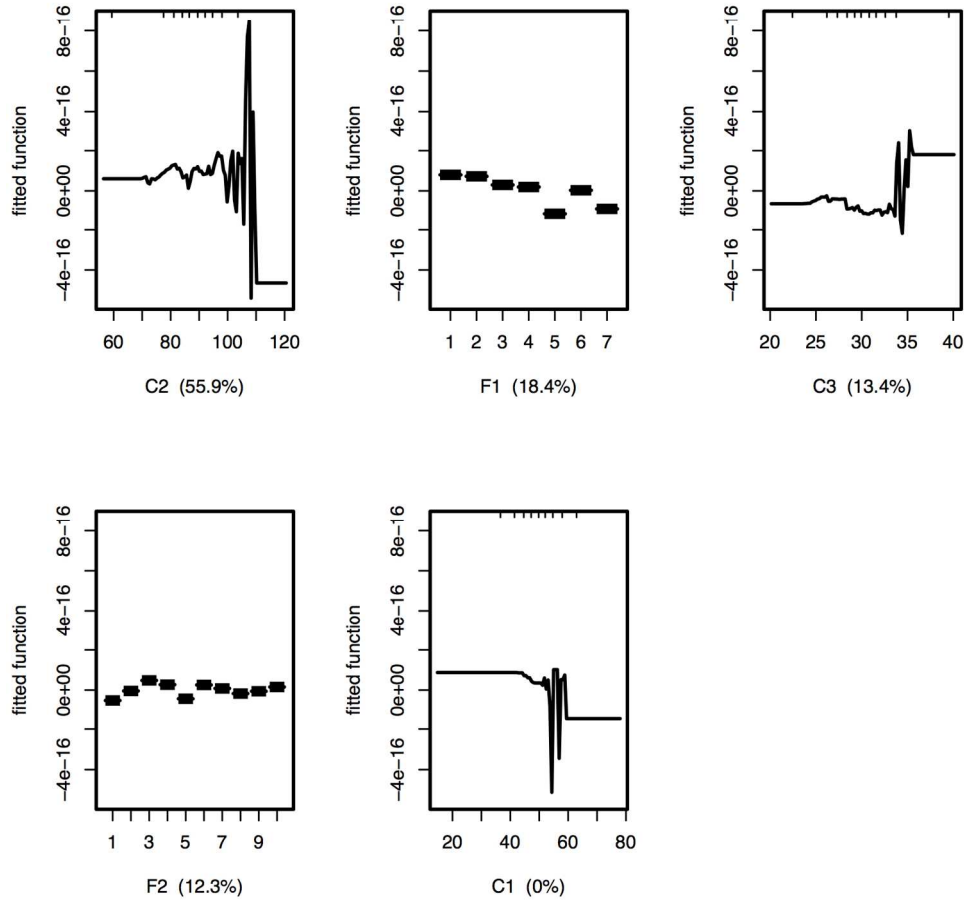 8e−16
4e−16
0e+00
−4e−16
fitted function
60 80 100 120
C2 (55.9%)
8e−16
4e−16
0e+00
−4e−16
fitted function
1 2 3 4 5 6 7
F1 (18.4%)
8e−16
4e−16
0e+00
−4e−16
fitted function
20 25 30 35 40
C3 (13.4%)
8e−16
4e−16
0e+00
−4e−16
fitted function
1 3 5 7 9
F2 (12.3%)
8e−16
4e−16
0e+00
−4e−16
fitted function
20 40 60 80
C1 (0%)